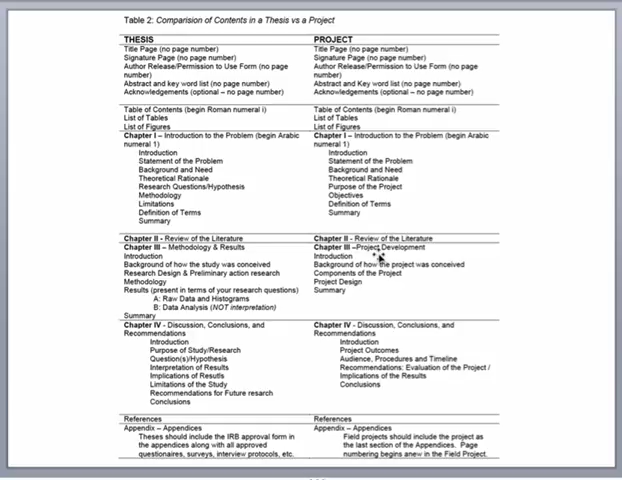 Table 2: Comparision of Contents in a Thesis vs a Project
THESIS
Title Page (no page number)
Signature Page (no page number)
Author Release/Permission to Use Form (no page
number)
Abstract and key word list (no page number)
Acknowledgements (optional – no page number)
Table of Contents (begin Roman numeral i)
List of Tables
List of Figures
Chapter I – Introduction to the Problem (begin Arabic
numeral 1)
Introduction
Statement of the Problem
Background and Need
Theoretical Rationale
Research Questions/Hypothesis
Methodology
Limitations
Definition of Terms
Summary
Chapter II - Review of the Literature
Chapter III – Methodology & Results
Introduction
Background of how the study was conceived
Research Design & Preliminary action research
Methodology
Results (present in terms of your research questions)
A: Raw Data and Histograms
B: Data Analysis (NOT interpretation)
Summary
Chapter IV - Discussion, Conclusions, and
Recommendations
Introduction
Purpose of Study/Research
Question(s)/Hypothesis
Interpretation of Results
Implications of Resutls
Limitations of the Study
Recommendations for Future resarch
Conclusions
References
Appendix – Appendices
Theses should include the IRB approval form in
the appendices along with all approved
questionaires, surveys, interview protocols, etc.
PROJECT
Title Page (no page number)
Signature Page (no page number)
Author Release/Permission to Use Form (no page
number)
Abstract and Key word list (no page number)
Acknowledgements (optional – no page number)
Table of Contents (begin Roman numeral i)
List of Tables
List of Figures
Chapter I – Introduction to the Problem (begin Arabic
numeral 1)
Introduction
Statement of the Problem
Background and Need
Theoretical Rationale
Purpose of the Project
Objectives
Definition of Terms
Summary
Chapter II - Review of the Literature
Chapter III –Project Development
Introduction
Background of how the project was conceived
Components of the Project
Project Design
Summary
Chapter IV - Discussion, Conclusions, and
Recommendations
Introduction
Project Outcomes
Audience, Procedures and Timeline
Recommendations: Evaluation of the Project /
Implications of the Results
Conclusions
References
Appendix – Appendices
Field projects should include the project as
the last section of the Appendices. Page
numbering begins anew in the Field Project.